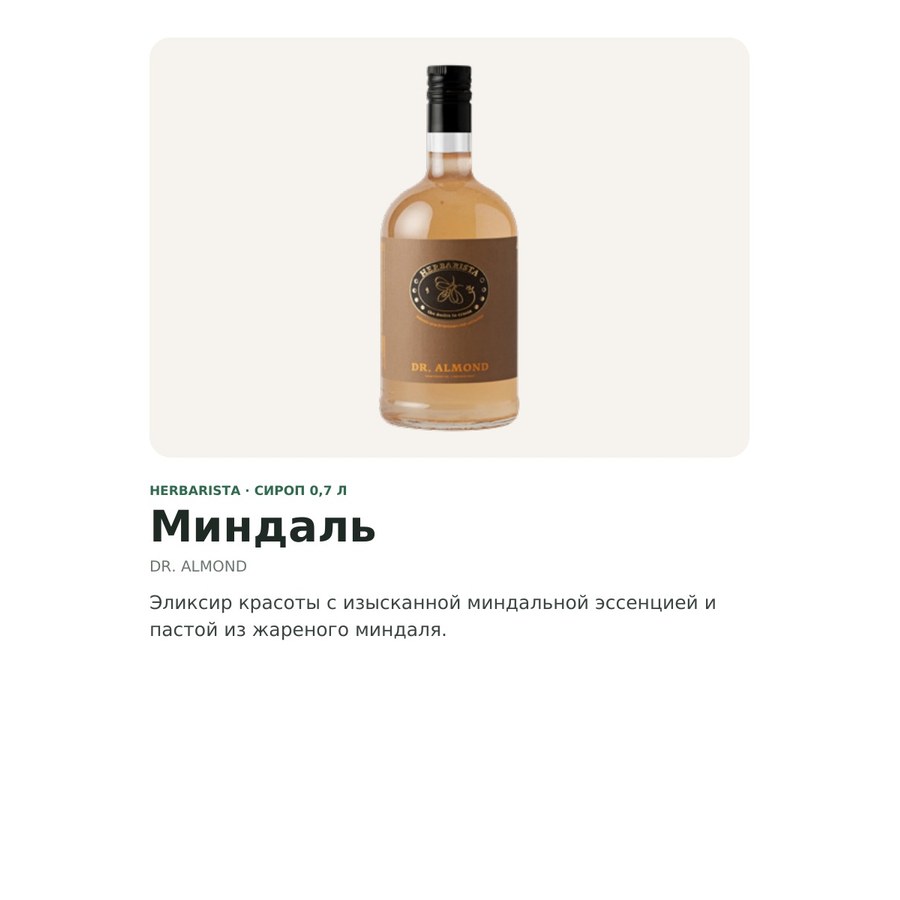 HERBARISTA
DR. ALMOND
HERBARISTA · СИРОП 0,7 Л
Миндаль
DR. ALMOND
Эликсир красоты с изысканной миндальной эссенцией и
пастой из жареного миндаля.